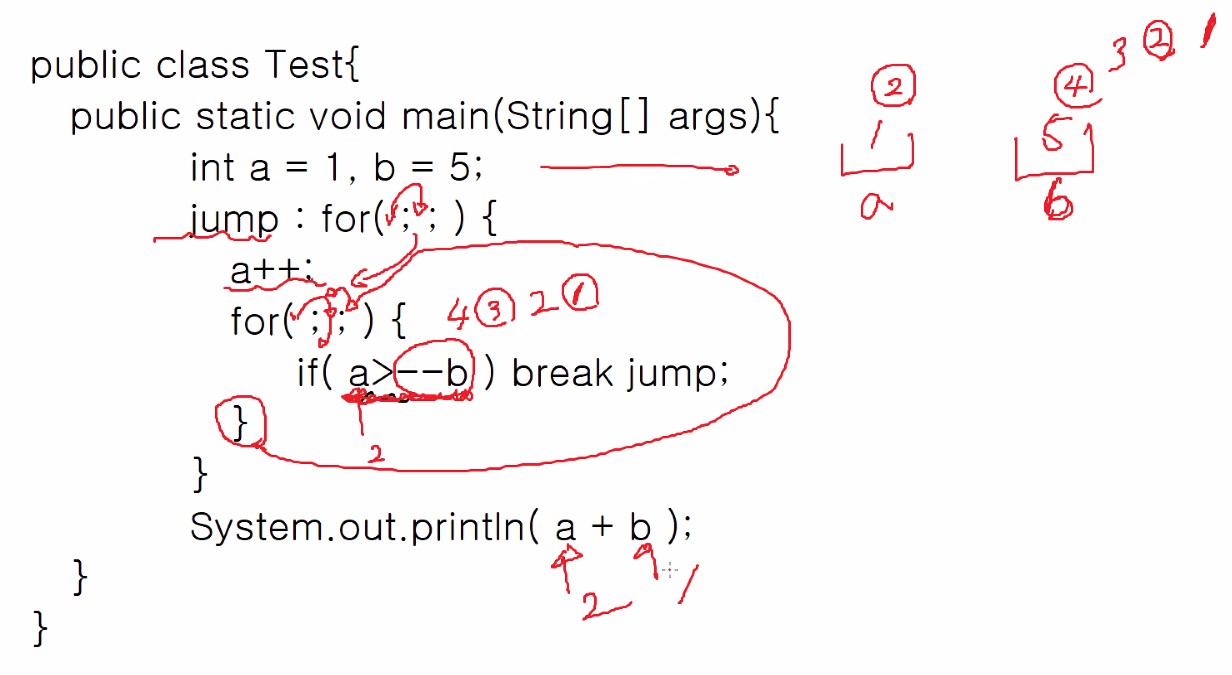 public class Test{
public static void main(String[] args){
int a = 1, b = 5;
jump : for( ; ; ) {
a++;
for( ; ; ) {
if( a>--b ) break jump;
}
}
System.out.println( a + b );
}
}
2
1
a
4 3 2 1
5
b
4 3 2 1
2
2 1